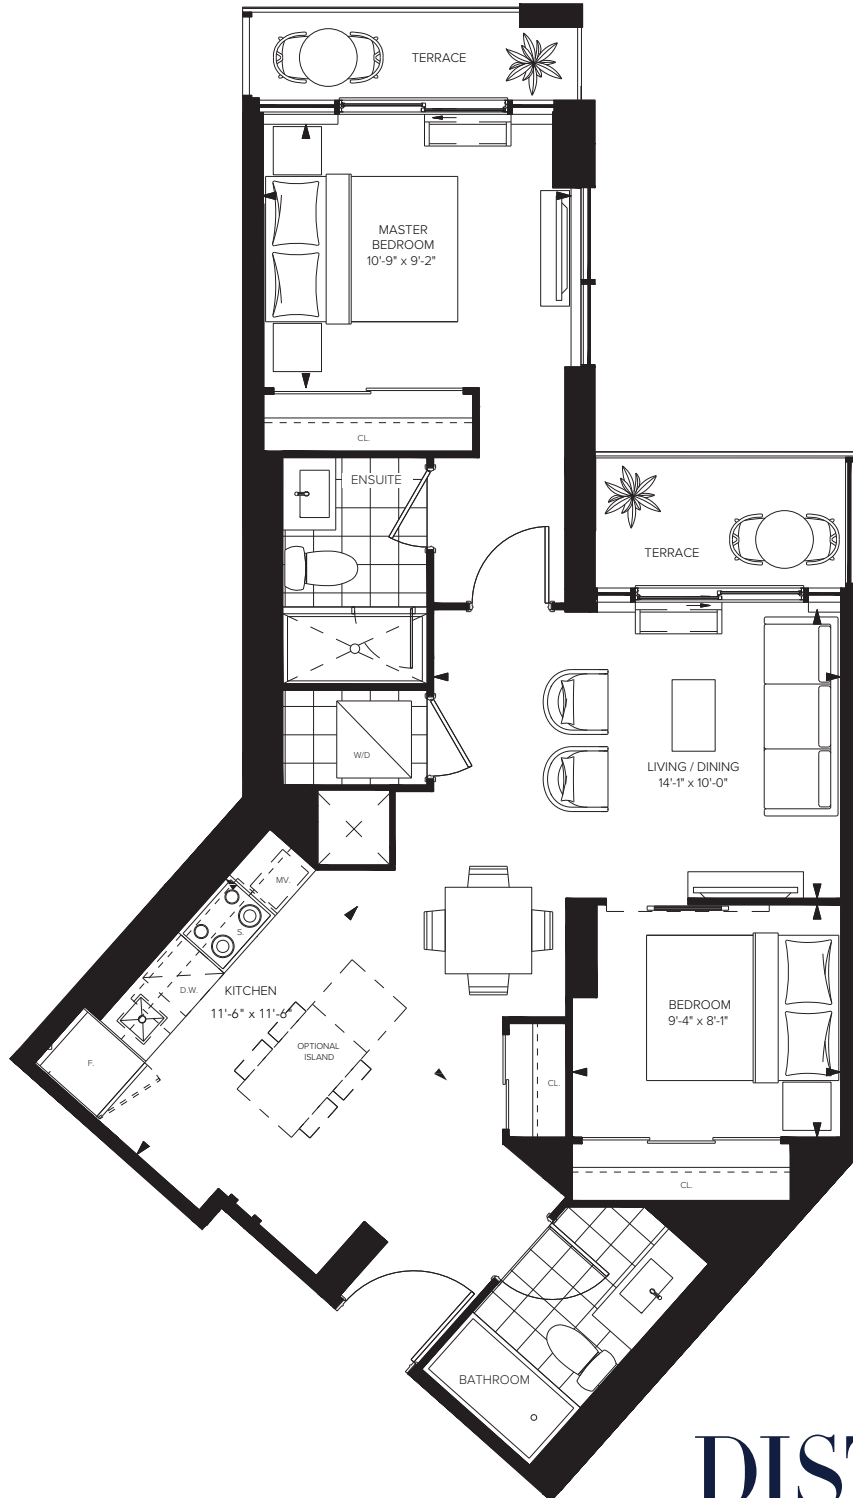 TERRACE
MASTER
BEDROOM
10'-9" x 9'-2"
CL.
ENSUITE
TERRACE
W/D
LIVING / DINING
14'-1" x 10'-0"
MV.
S.
D.W.
KITCHEN
11'-6" x 11'-6"
F.
OPTIONAL
ISLAND
BEDROOM
9'-4" x 8'-1"
CL.
CL.
BATHROOM
DIST